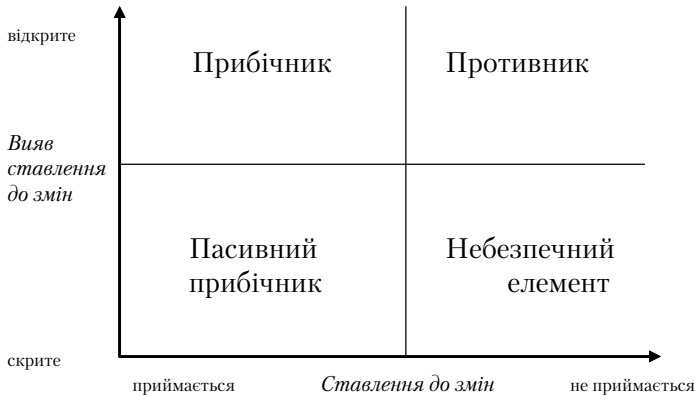 відкрите
Прибічник
Противник
Вияв
ставлення
до змін
Пасивний
прибічник
Небезпечний
елемент
скрите
приймається
Ставлення до змін
не приймається